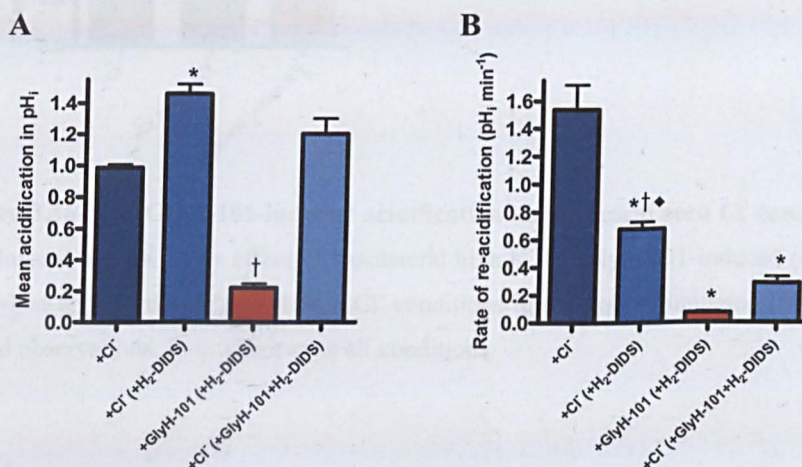 A
B
Mean acidification in pHi
1.4
1.2
1.0
0.8
0.6
0.4
0.2
0.0
*
†
+Cl-
+Cl- (+H2-DIDS)
+GlyH-101 (+H2-DIDS)
+Cl- (+GlyH-101+H2-DIDS)
Rate of re-acidification (pHi min-1)
1.6
1.4
1.2
1.0
0.8
0.6
0.4
0.2
0.0
*†◆
*
*
+Cl-
+Cl- (+H2-DIDS)
+GlyH-101 (+H2-DIDS)
+Cl- (+GlyH-101+H2-DIDS)